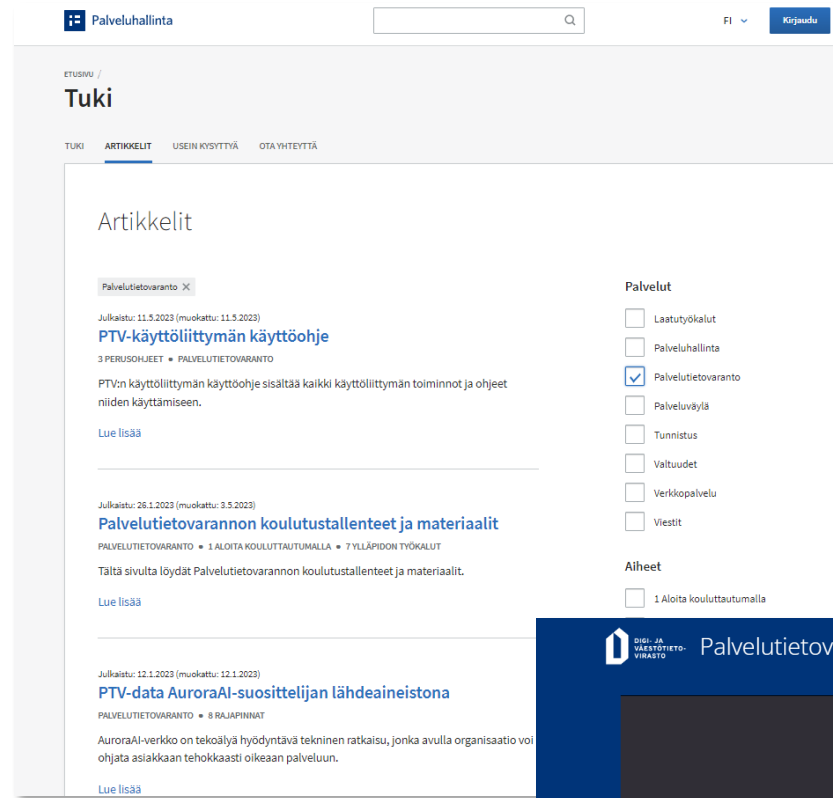 Palveluhallinta
FI
Kirjaudu
ETUSIVU /
Tuki
TUKI ARTIKKELIT USEIN KYSYTTYÄ OTA YHTEYTTÄ
Artikkelit
Palvelutietovaranto
Julkaistu: 11.5.2023 (muokattu: 11.5.2023)
PTV-käyttöliittymän käyttöohje
3 PERUSOHJEET ● PALVELUTIETOVARANTO
PTV:n käyttöliittymän käyttöohje sisältää kaikki käyttöliittymän toiminnot ja ohjeet
niiden käyttämiseen.
Lue lisää
Julkaistu: 26.1.2023 (muokattu: 3.5.2023)
Palvelutietovarannon koulutustallenteet ja materiaalit
PALVELUTIETOVARANTO ● 1 ALOITA KOULUTTAUTUMALLA ● 7 YLLÄPIDON TYÖKALUT
Tältä sivulta löydät Palvelutietovarannon koulutustallenteet ja materiaalit.
Lue lisää
Julkaistu: 12.1.2023 (muokattu: 12.1.2023)
PTV-data AuroraAI-suosittelijan lähdeaineistona
PALVELUTIETOVARANTO ● 8 RAJAPINNAT
AuroraAI-verkko on tekoälyä hyödyntävä tekninen ratkaisu, jonka avulla organisaatio voi
ohjata asiakkaan tehokkaasti oikeaan palveluun.
Lue lisää
Palvelut
Laatutyökalut
Palveluhallinta
Palvelutietovaranto
Palveluväylä
Tunnistus
Valtuudet
Verkkopalvelu
Viestit
Aiheet
1 Aloita kouluttautumalla
DIGI- JA
VÄESTÖTIETO-
VIRASTO
Palvelutietov